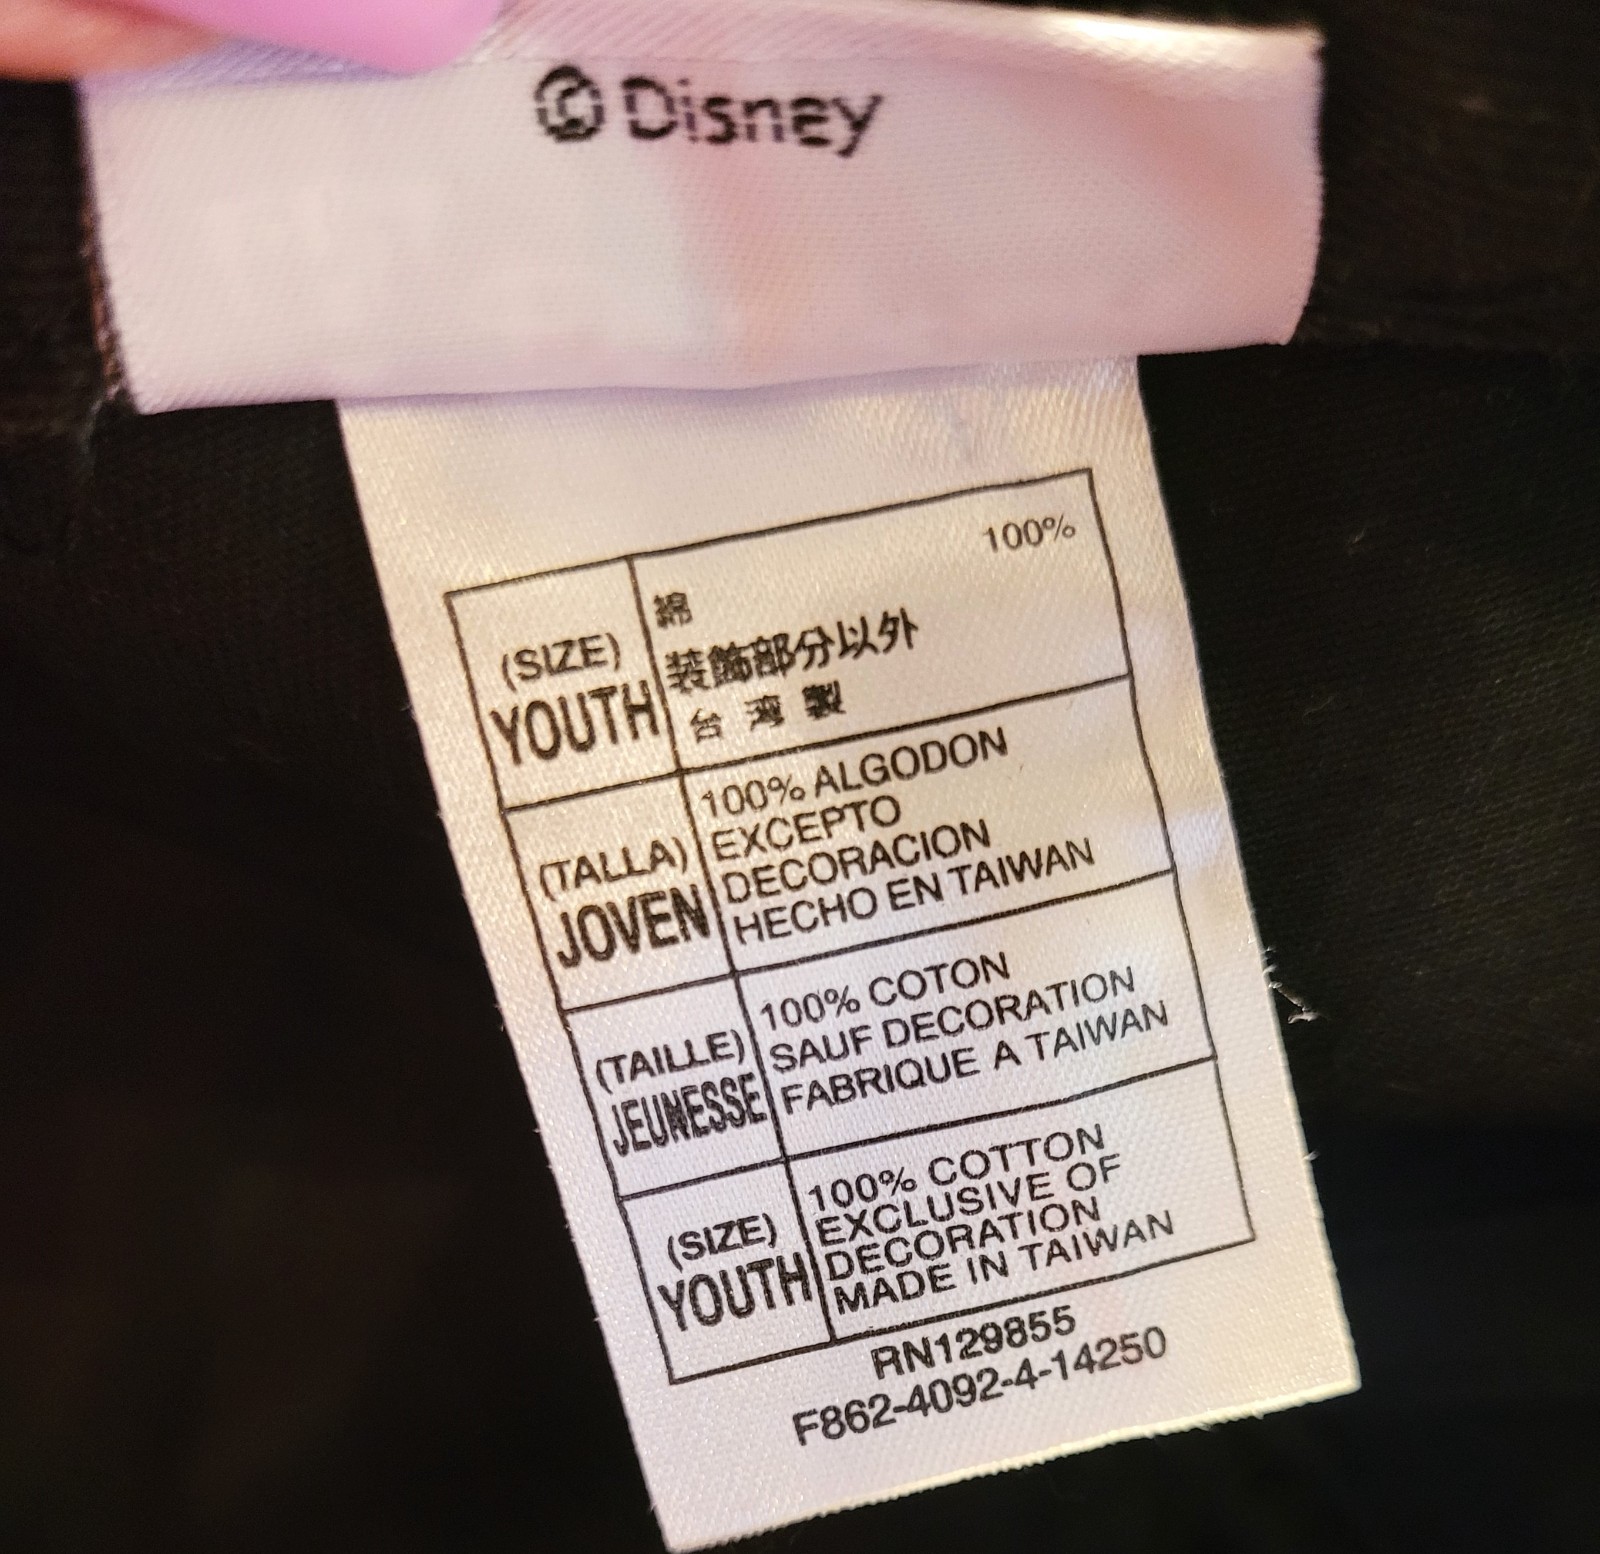 ©Disney
100%
(SIZE)
YOUTH
綿
装飾部分以外
台湾製
(TALLA)
JOVEN
100% ALGODON
EXCEPTO
DECORACION
HECHO EN TAIWAN
(TAILLE)
JEUNESSE
100% COTON
SAUF DECORATION
FABRIQUE A TAIWAN
(SIZE)
YOUTH
100% COTTON
EXCLUSIVE OF
DECORATION
MADE IN TAIWAN
RN129855
F862-4092-4-14250